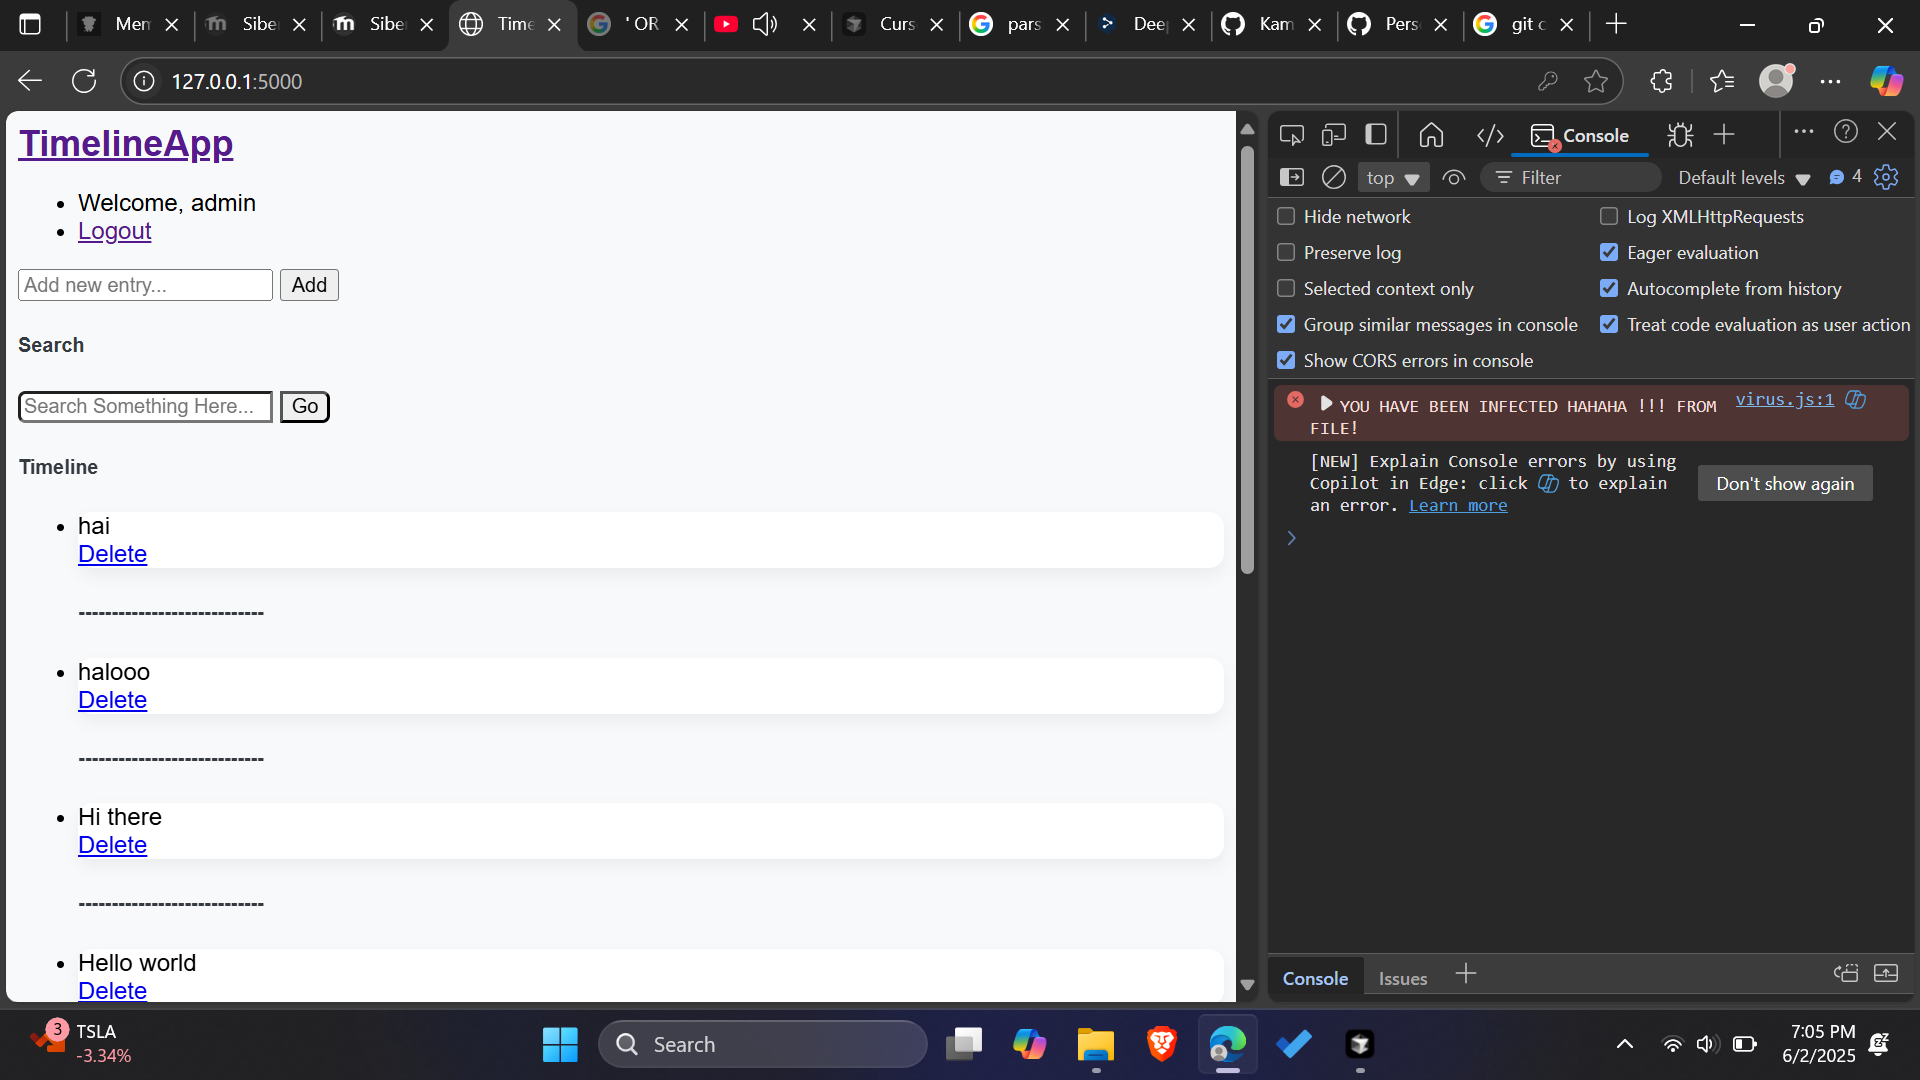 Mem
Siber
Siber
Time
' OR
Curs
pars
Deep
Kam
Pers
git c
127.0.0.1:5000
TimelineApp
Welcome, admin
Logout
Add new entry...
Add
Search
Search Something Here...
Go
Timeline
hai
Delete
----------------------------
halooo
Delete
----------------------------
Hi there
Delete
----------------------------
Hello world
Delete
Console
top
Filter
Default levels
4
Hide network
Log XMLHttpRequests
Preserve log
Eager evaluation
Selected context only
Autocomplete from history
Group similar messages in console
Treat code evaluation as user action
Show CORS errors in console
YOU HAVE BEEN INFECTED HAHAHA !!! FROM
FILE!
virus.js:1
[NEW] Explain Console errors by using
Copilot in Edge: click to explain
an error. Learn more
Don't show again
Console
Issues
3
TSLA
-3.34%
Search
7:05 PM
6/2/2025